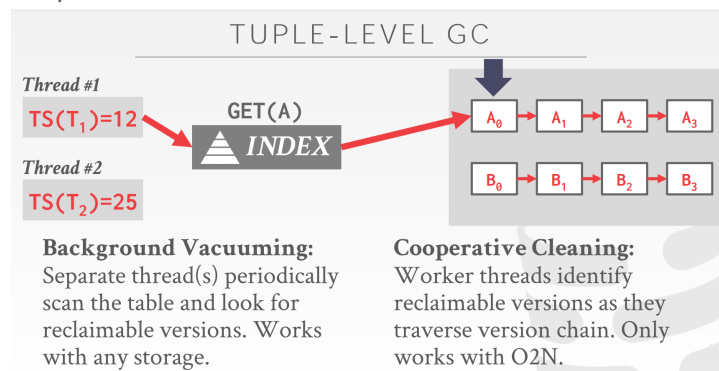 TUPLE-LEVEL GC
Thread #1
TS(T₁)=12
GET(A)
INDEX
A₀ A₁ A₂ A₃
Thread #2
TS(T₂)=25
B₀ B₁ B₂ B₃
Background Vacuuming:
Separate thread(s) periodically
scan the table and look for
reclaimable versions. Works
with any storage.
Cooperative Cleaning:
Worker threads identify
reclaimable versions as they
traverse version chain. Only
works with O2N.